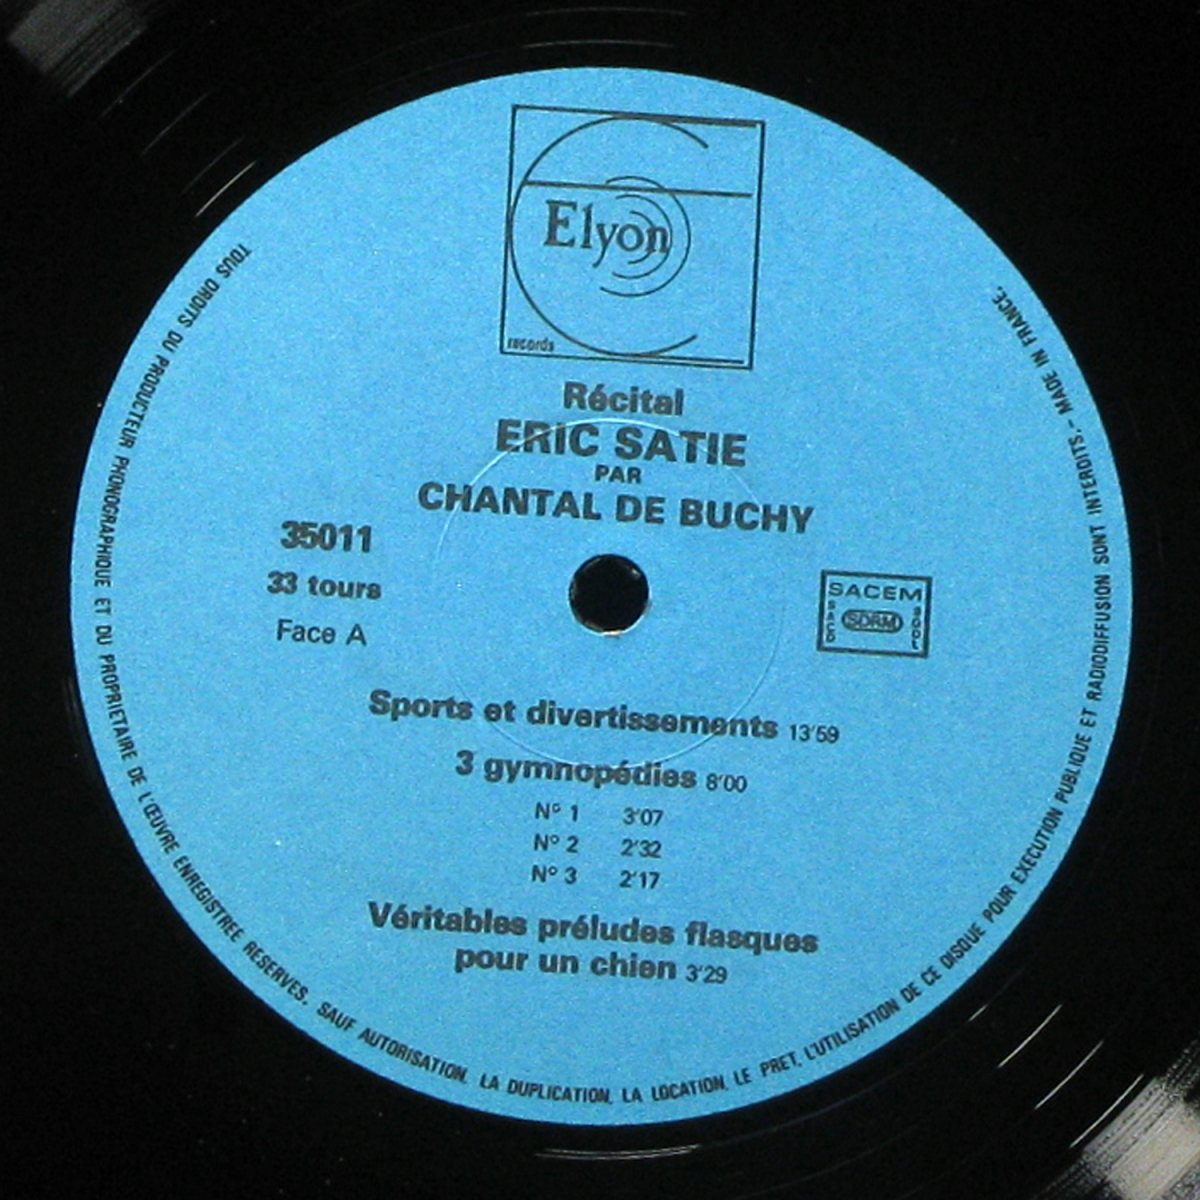 Elyon
records
Récital
ERIC SATIE
PAR
CHANTAL DE BUCHY
35011
33 tours
Face A
SACEM
SACD
SDRM
SGDL
Sports et divertissements 13'59
3 gymnopédies 8'00
N° 1 3'07
N° 2 2'32
N° 3 2'17
Véritables préludes flasques
pour un chien 3'29
TOUS DROITS DU PRODUCTEUR PHONOGRAPHIQUE ET DU PROPRIETAIRE DE L'ŒUVRE ENREGISTREE RESERVES. SAUF AUTORISATION, LA DUPLICATION, LA LOCATION, LE PRET, L'UTILISATION DE CE DISQUE POUR EXECUTION PUBLIQUE ET RADIODIFFUSION SONT INTERDITS. - MADE IN FRANCE.